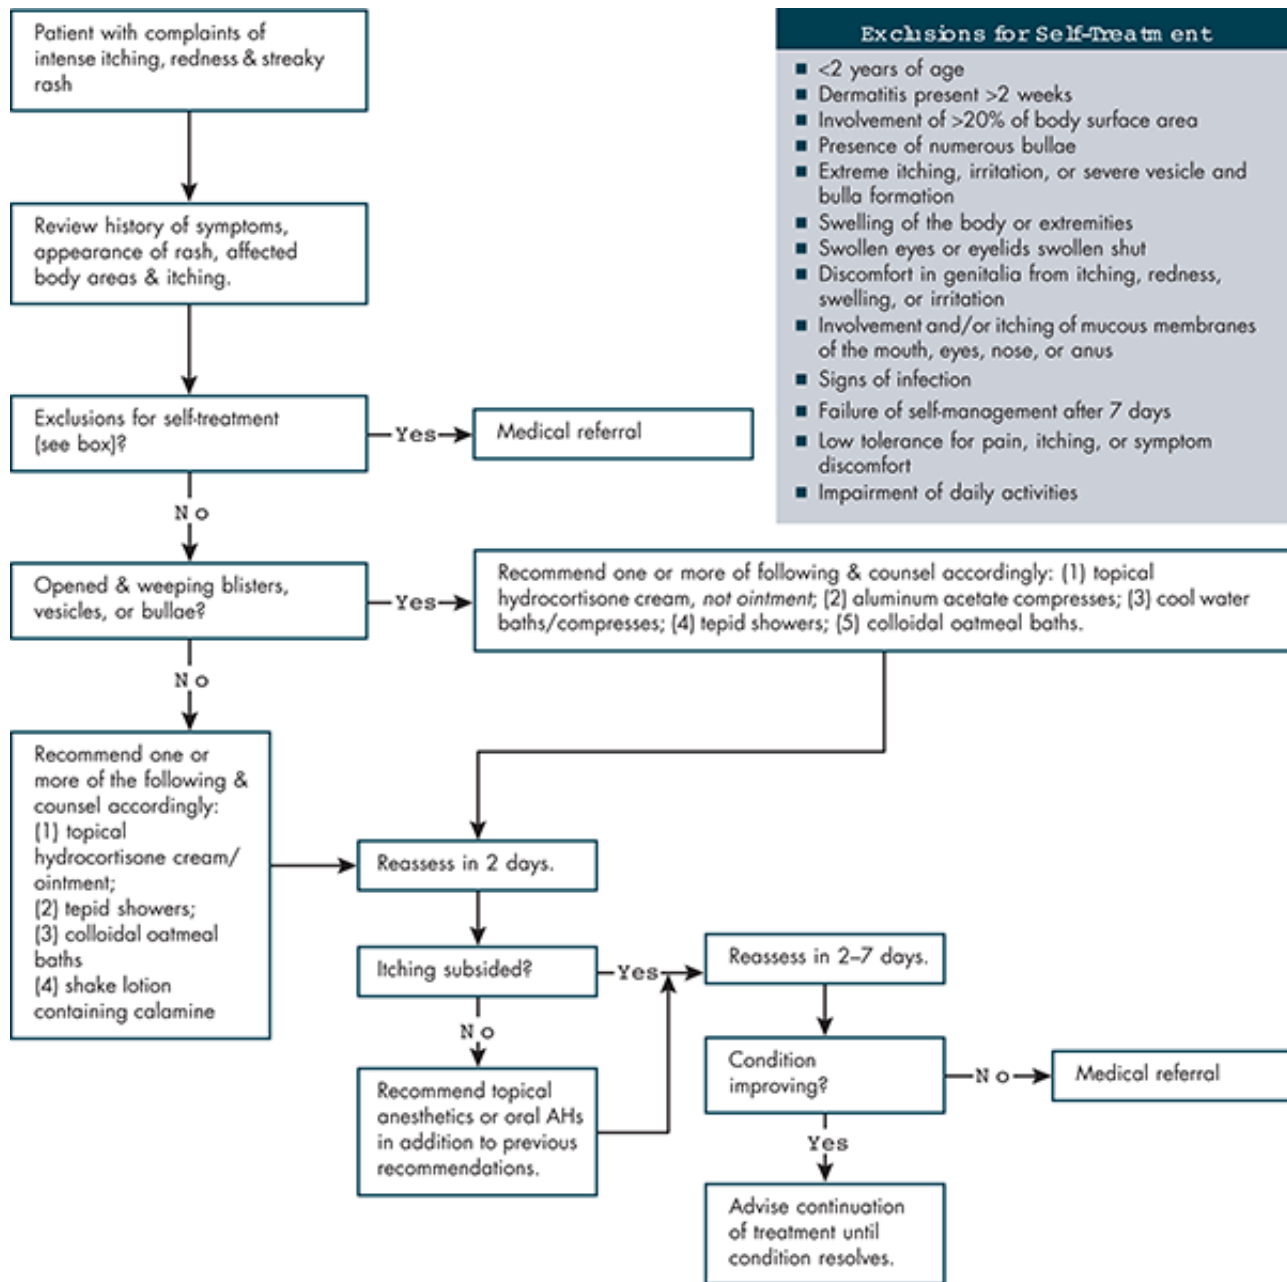 Patient with complaints of
intense itching, redness & streaky
rash
Exclusions for Self-Treatment
■ <2 years of age
■ Dermatitis present >2 weeks
■ Involvement of >20% of body surface area
■ Presence of numerous bullae
■ Extreme itching, irritation, or severe vesicle and
bulla formation
■ Swelling of the body or extremities
■ Swollen eyes or eyelids swollen shut
■ Discomfort in genitalia from itching, redness,
swelling, or irritation
■ Involvement and/or itching of mucous membranes
of the mouth, eyes, nose, or anus
■ Signs of infection
■ Failure of self-management after 7 days
■ Low tolerance for pain, itching, or symptom
discomfort
■ Impairment of daily activities
Review history of symptoms,
appearance of rash, affected
body areas & itching.
Exclusions for self-treatment
(see box)?
Yes
Medical referral
No
Opened & weeping blisters,
vesicles, or bullae?
Yes
Recommend one or more of following & counsel accordingly: (1) topical
hydrocortisone cream, not ointment; (2) aluminum acetate compresses; (3) cool water
baths/compresses; (4) tepid showers; (5) colloidal oatmeal baths.
No
Recommend one or
more of the following &
counsel accordingly:
(1) topical
hydrocortisone cream/
ointment;
(2) tepid showers;
(3) colloidal oatmeal
baths
(4) shake lotion
containing calamine
Reassess in 2 days.
Itching subsided?
Yes
Reassess in 2–7 days.
No
Recommend topical
anesthetics or oral AHs
in addition to previous
recommendations.
Condition
improving?
No
Medical referral
Yes
Advise continuation
of treatment until
condition resolves.